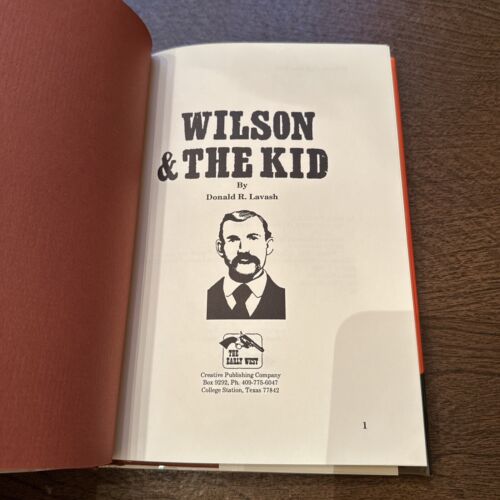 WILSON
& THE KID
By
Donald R. Lavash
THE
EARLY WEST
Creative Publishing Company
Box 9292, Ph. 409-775-6047
College Station, Texas 77842
1